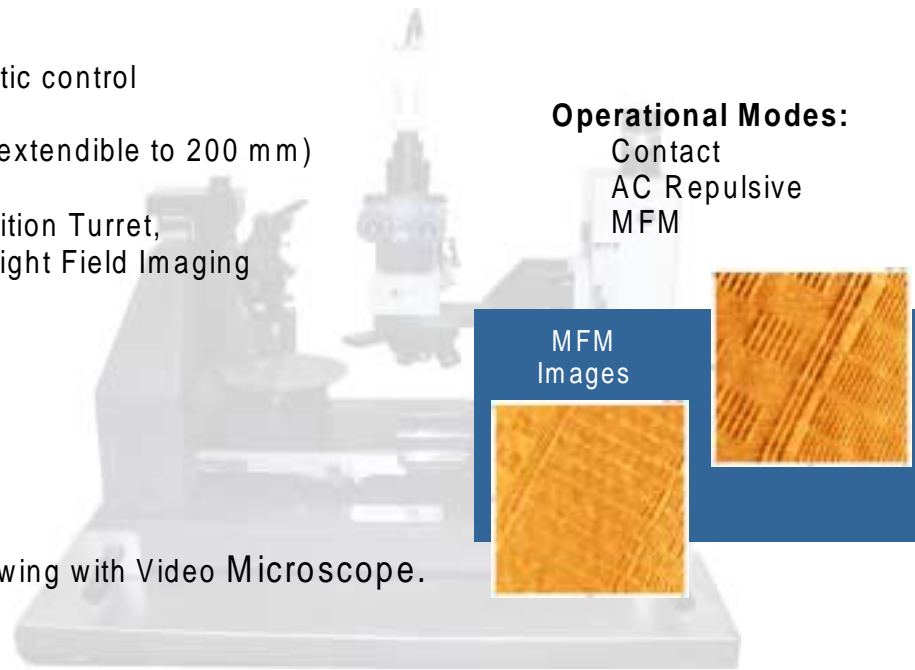 tic control
extendible to 200 mm)
ition Turret,
ight Field Imaging
wing with Video Microscope.
Operational Modes:
Contact
AC Repulsive
MFM
MFM
Images